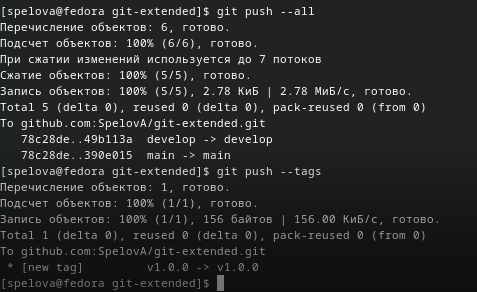 [spelova@fedora git-extended]$ git push --all
Перечисление объектов: 6, готово.
Подсчет объектов: 100% (6/6), готово.
При сжатии изменений используется до 7 потоков
Сжатие объектов: 100% (5/5), готово.
Запись объектов: 100% (5/5), 2.78 КиБ | 2.78 МиБ/с, готово.
Total 5 (delta 0), reused 0 (delta 0), pack-reused 0 (from 0)
To github.com:SpelovA/git-extended.git
   78c28de..49b113a  develop -> develop
   78c28de..390e015  main -> main
[spelova@fedora git-extended]$ git push --tags
Перечисление объектов: 1, готово.
Подсчет объектов: 100% (1/1), готово.
Запись объектов: 100% (1/1), 156 байтов | 156.00 КиБ/с, готово.
Total 1 (delta 0), reused 0 (delta 0), pack-reused 0 (from 0)
To github.com:SpelovA/git-extended.git
 * [new tag]         v1.0.0 -> v1.0.0
[spelova@fedora git-extended]$